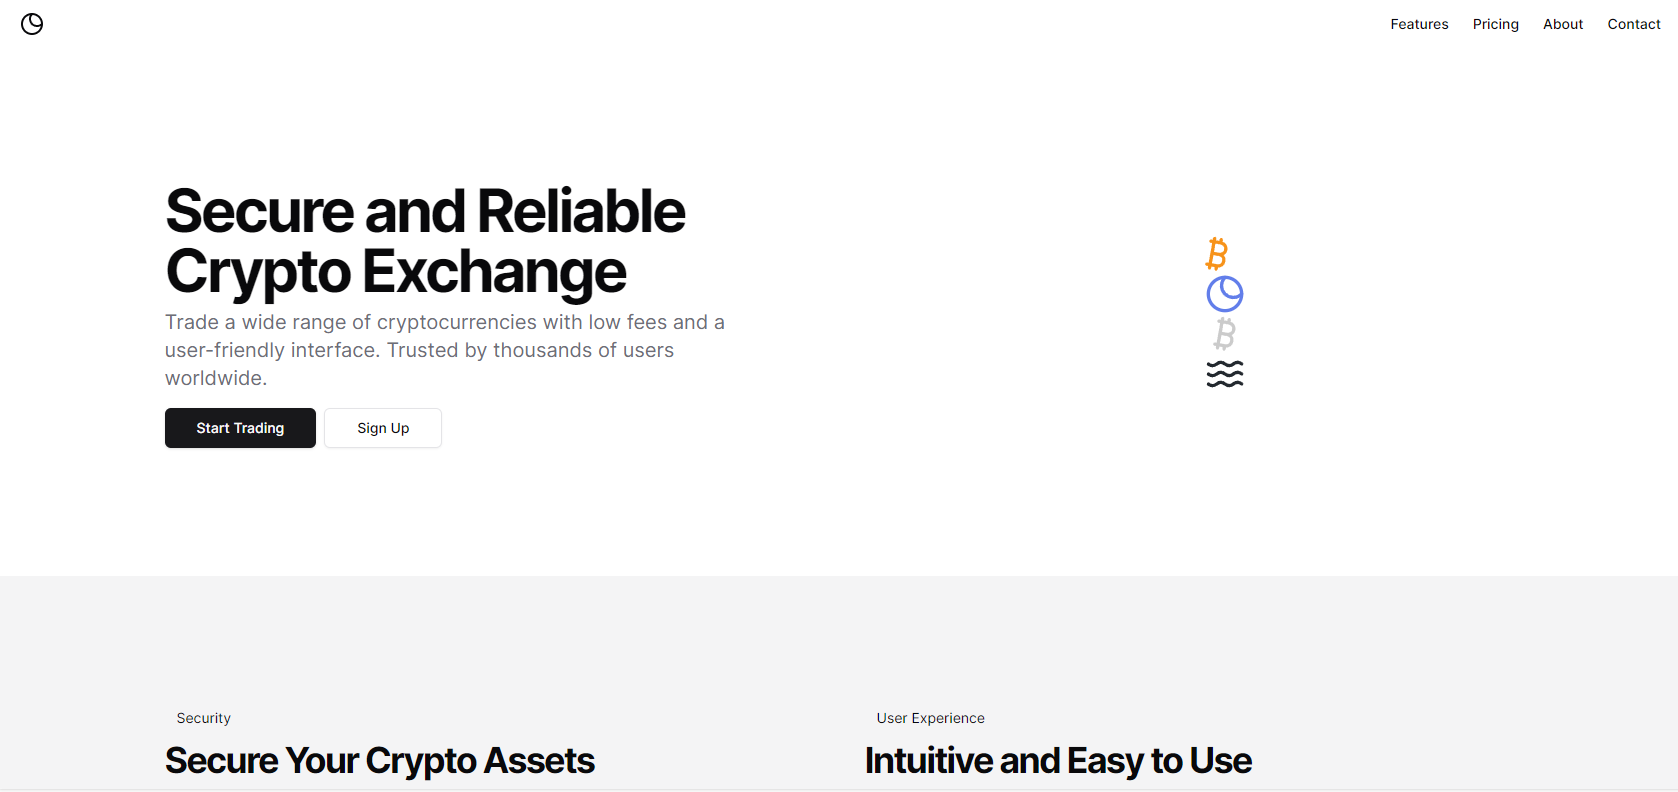 Features Pricing About Contact
Secure and Reliable
Crypto Exchange
Trade a wide range of cryptocurrencies with low fees and a
user-friendly interface. Trusted by thousands of users
worldwide.
Start Trading Sign Up
Security
Secure Your Crypto Assets
User Experience
Intuitive and Easy to Use